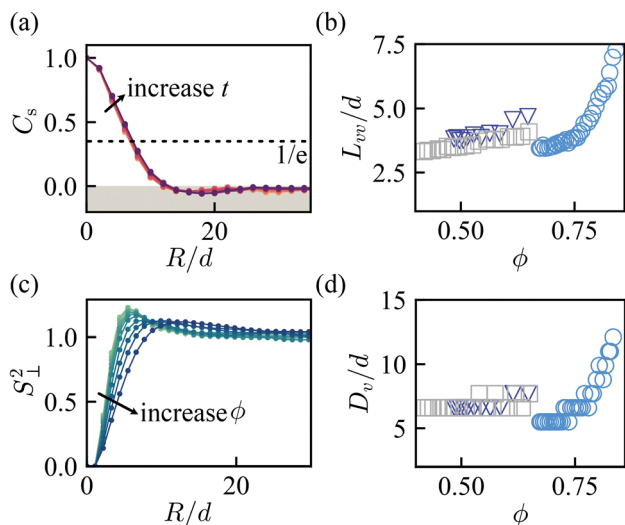 (a)
1.0
0.5
0.0
C_s
increase t
1/e
0
20
R/d
(b)
7.5
5.0
2.5
L_vv/d
0.50
0.75
ϕ
(c)
1.0
0.5
0.0
S²_⊥
increase ϕ
0
20
R/d
(d)
15
10
5
D_v/d
0.50
0.75
ϕ